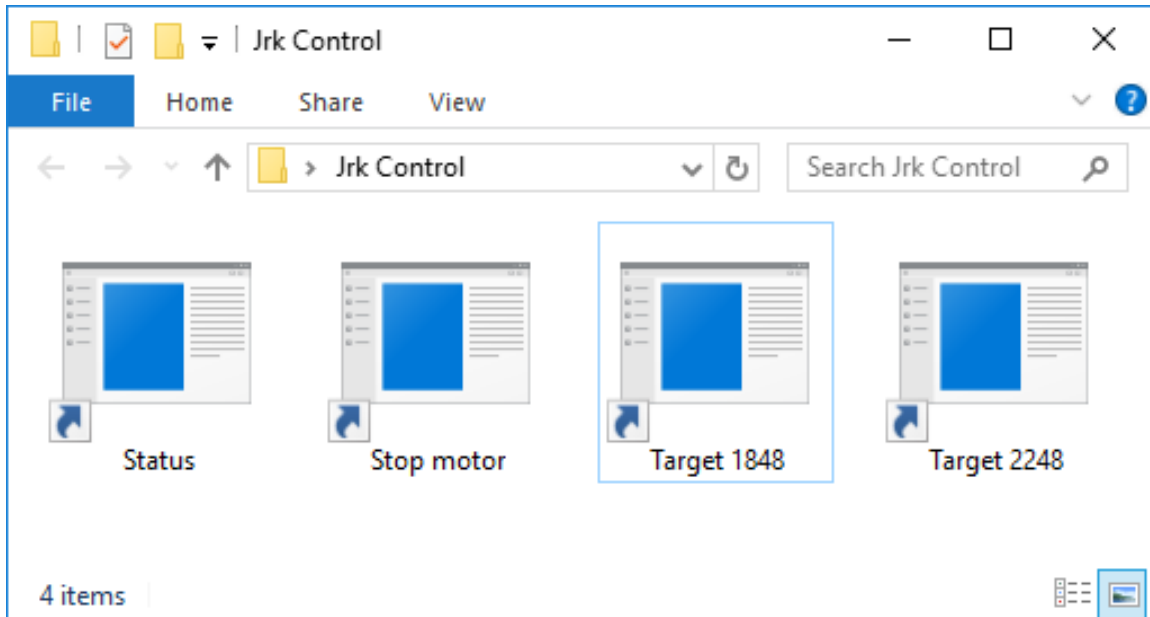 Jrk Control
File Home Share View
?
Jrk Control
Search Jrk Control
Status Stop motor Target 1848 Target 2248
4 items